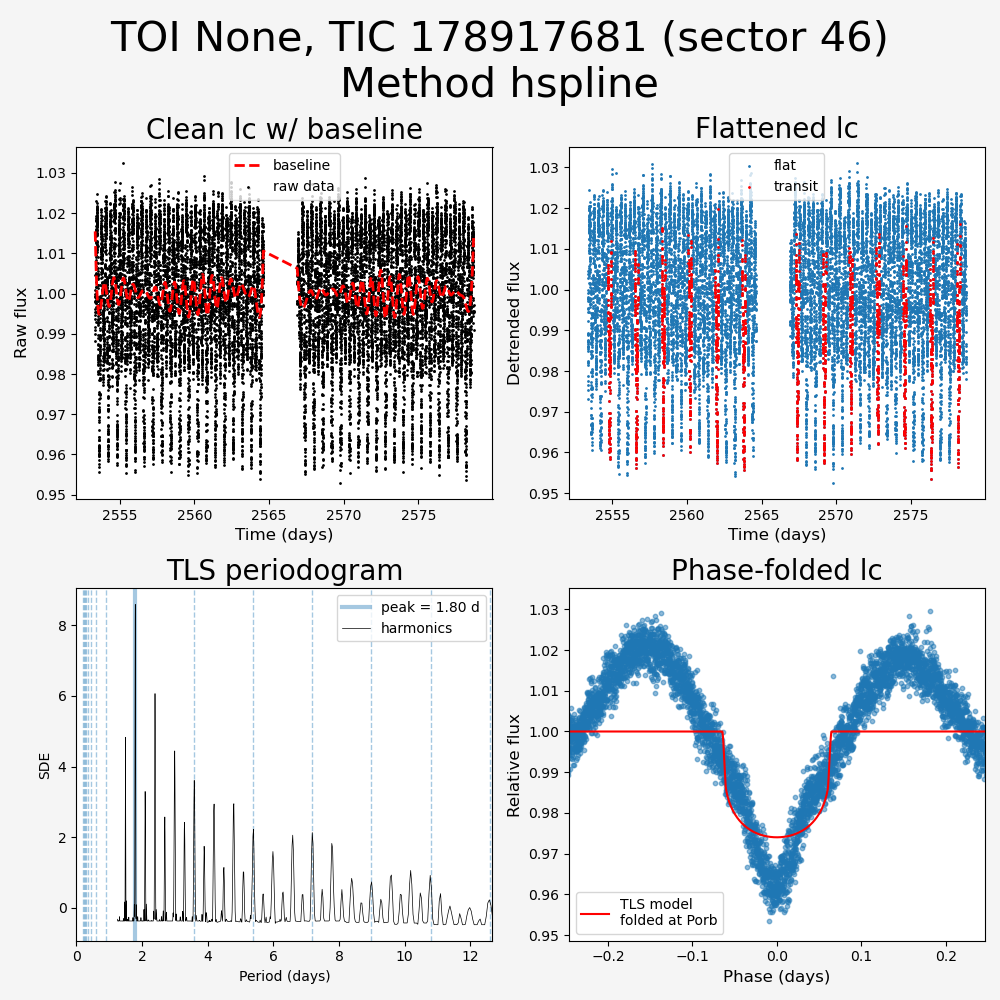 TOI None, TIC 178917681 (sector 46)
Method hspline
Clean lc w/ baseline
baseline
raw data
1.03
1.02
1.01
1.00
0.99
0.98
0.97
0.96
0.95
Raw flux
2555
2560
2565
2570
2575
Time (days)
Flattened lc
flat
transit
1.03
1.02
1.01
1.00
0.99
0.98
0.97
0.96
0.95
Detrended flux
2555
2560
2565
2570
2575
Time (days)
TLS periodogram
peak = 1.80 d
harmonics
8
6
4
2
0
SDE
0
2
4
6
8
10
12
Period (days)
Phase-folded lc
1.03
1.02
1.01
1.00
0.99
0.98
0.97
0.96
0.95
Relative flux
TLS model
folded at Porb
−0.2
−0.1
0.0
0.1
0.2
Phase (days)